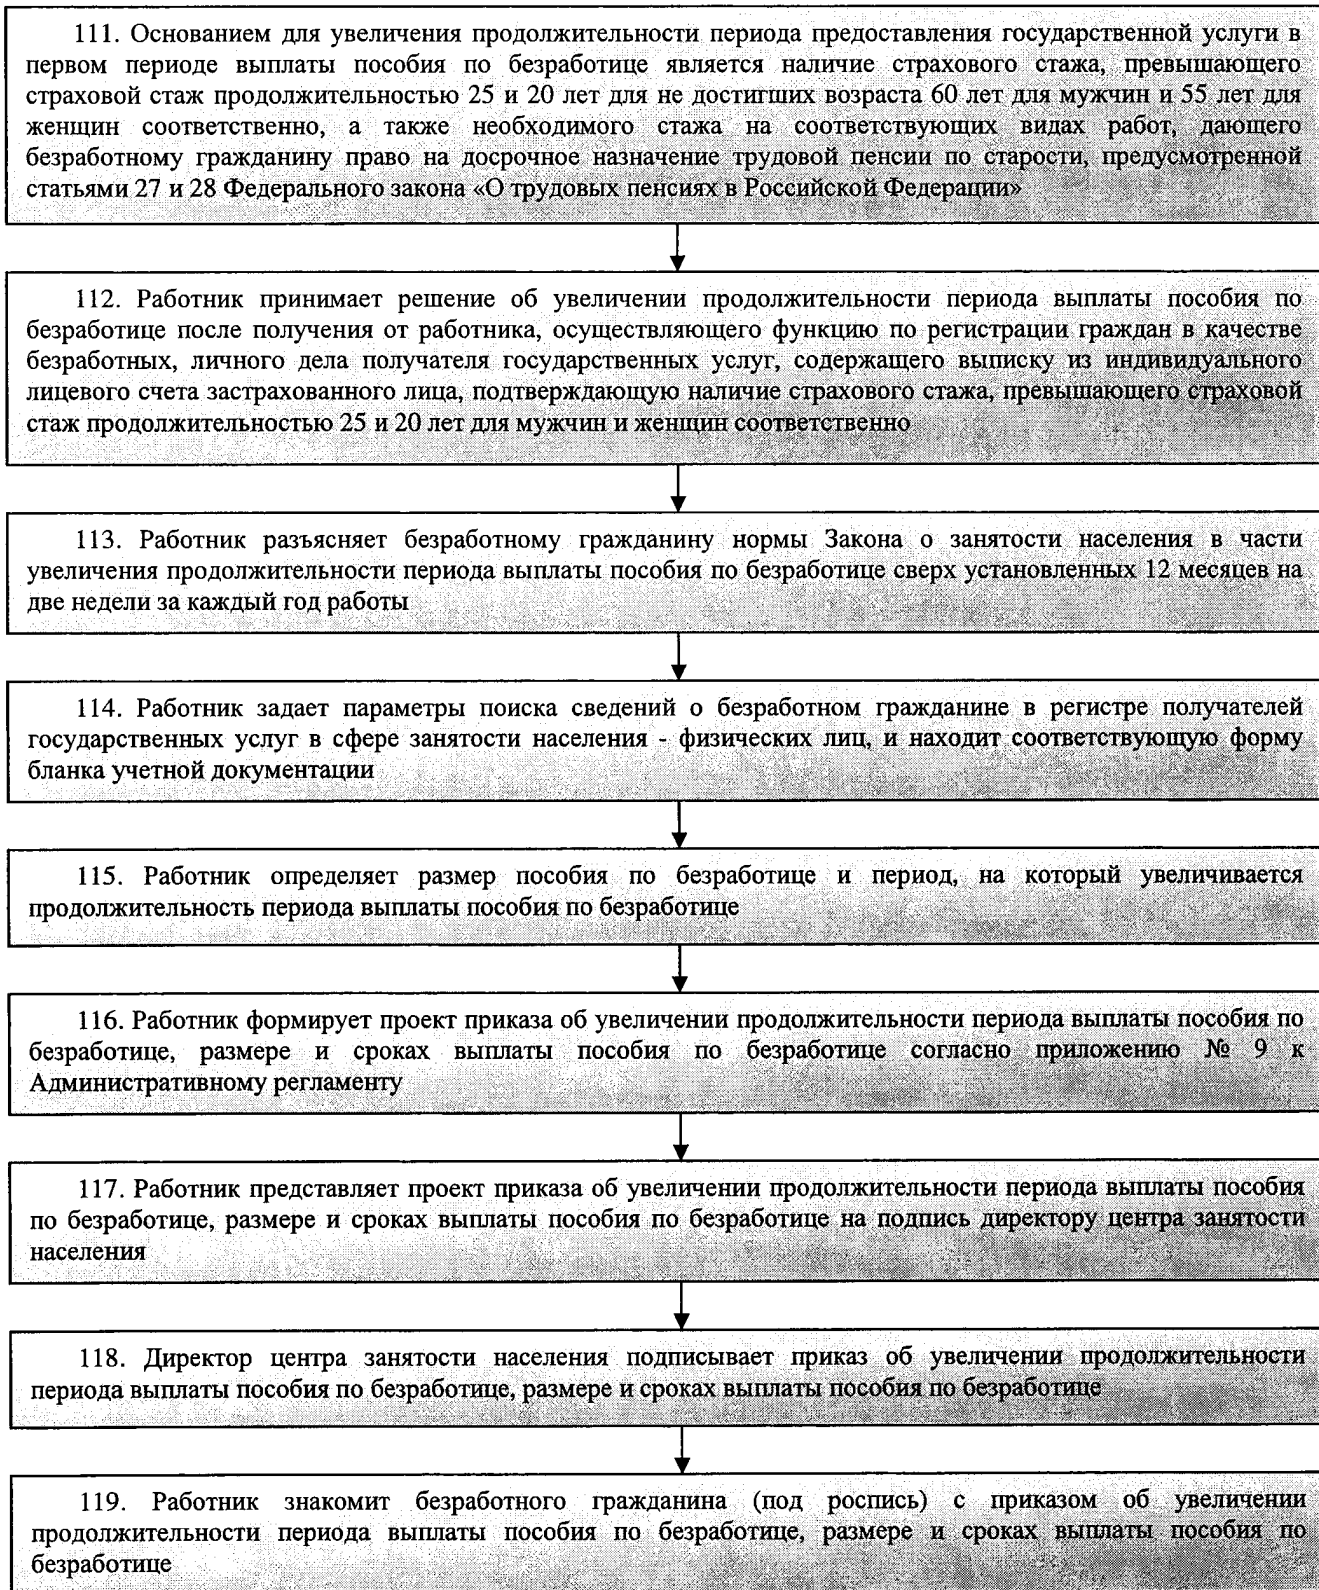 111. Основанием для увеличения продолжительности периода предоставления государственной услуги в
первом периоде выплаты пособия по безработице является наличие страхового стажа, превышающего
страховой стаж продолжительностью 25 и 20 лет для не достигших возраста 60 лет для мужчин и 55 лет для
женщин соответственно, а также необходимого стажа на соответствующих видах работ, дающего
безработному гражданину право на досрочное назначение трудовой пенсии по старости, предусмотренной
статьями 27 и 28 Федерального закона «О трудовых пенсиях в Российской Федерации»
112. Работник принимает решение об увеличении продолжительности периода выплаты пособия по
безработице после получения от работника, осуществляющего функцию по регистрации граждан в качестве
безработных, личного дела получателя государственных услуг, содержащего выписку из индивидуального
лицевого счета застрахованного лица, подтверждающую наличие страхового стажа, превышающего страховой
стаж продолжительностью 25 и 20 лет для мужчин и женщин соответственно
113. Работник разъясняет безработному гражданину нормы Закона о занятости населения в части
увеличения продолжительности периода выплаты пособия по безработице сверх установленных 12 месяцев на
две недели за каждый год работы
114. Работник задает параметры поиска сведений о безработном гражданине в регистре получателей
государственных услуг в сфере занятости населения - физических лиц, и находит соответствующую форму
бланка учетной документации
115. Работник определяет размер пособия по безработице и период, на который увеличивается
продолжительность периода выплаты пособия по безработице
116. Работник формирует проект приказа об увеличении продолжительности периода выплаты пособия по
безработице, размере и сроках выплаты пособия по безработице согласно приложению № 9 к
Административному регламенту
117. Работник представляет проект приказа об увеличении продолжительности периода выплаты пособия
по безработице, размере и сроках выплаты пособия по безработице на подпись директору центра занятости
населения
118. Директор центра занятости населения подписывает приказ об увеличении продолжительности
периода выплаты пособия по безработице, размере и сроках выплаты пособия по безработице
119. Работник знакомит безработного гражданина (под роспись) с приказом об увеличении
продолжительности периода выплаты пособия по безработице, размере и сроках выплаты пособия по
безработице